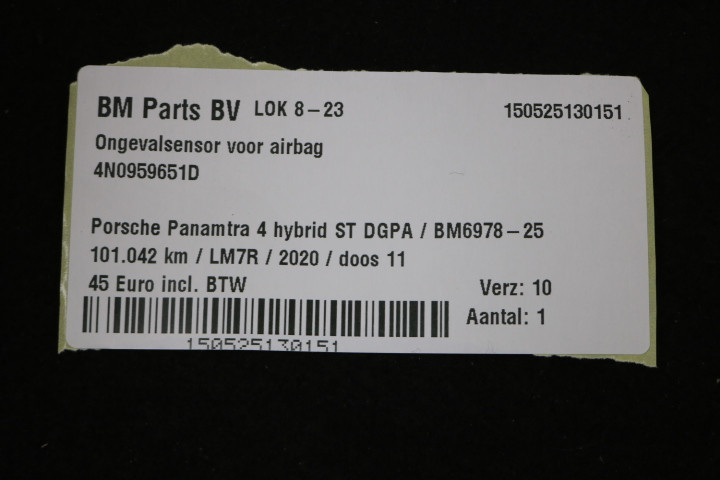 BM Parts BV LOK 8-23 150525130151
Ongevalsensor voor airbag
4N0959651D
Porsche Panamtra 4 hybrid ST DGPA / BM6978-25
101.042 km / LM7R / 2020 / doos 11
45 Euro incl. BTW Verz: 10
Aantal: 1
150525130151